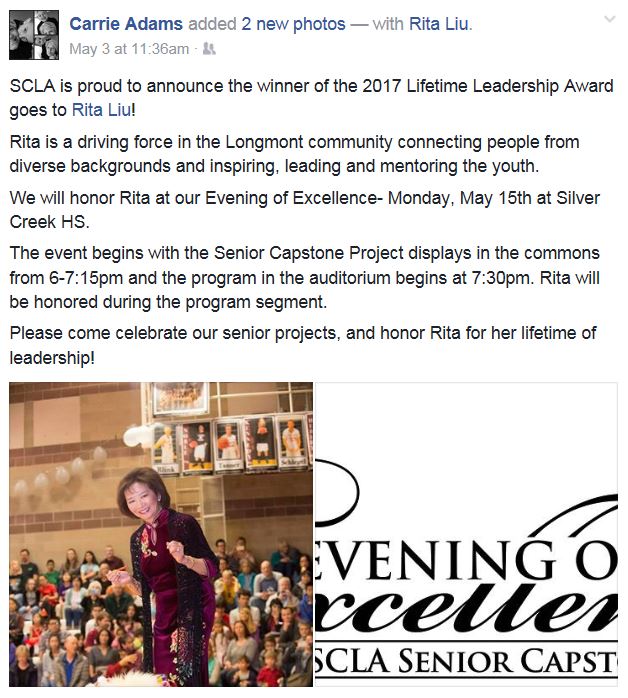 Carrie Adams added 2 new photos — with Rita Liu.
May 3 at 11:36am ·
SCLA is proud to announce the winner of the 2017 Lifetime Leadership Award
goes to Rita Liu!
Rita is a driving force in the Longmont community connecting people from
diverse backgrounds and inspiring, leading and mentoring the youth.
We will honor Rita at our Evening of Excellence- Monday, May 15th at Silver
Creek HS.
The event begins with the Senior Capstone Project displays in the commons
from 6-7:15pm and the program in the auditorium begins at 7:30pm. Rita will
be honored during the program segment.
Please come celebrate our senior projects, and honor Rita for her lifetime of
leadership!
Blink Tanner Schlegel
EVENING O
xcellen
SCLA SENIOR CAPST